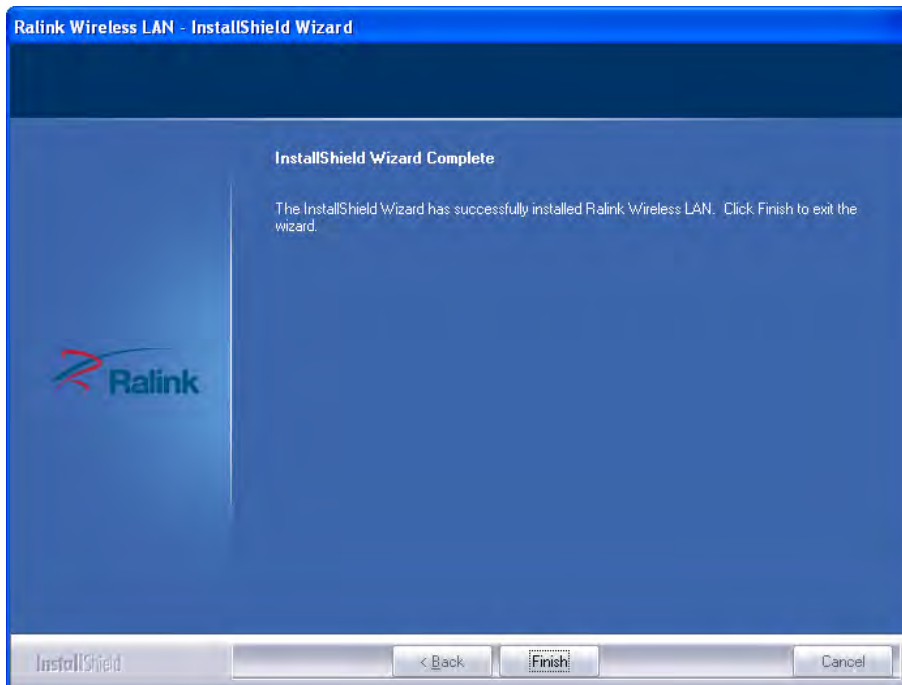 Ralink Wireless LAN - InstallShield Wizard
InstallShield Wizard Complete
The InstallShield Wizard has successfully installed Ralink Wireless LAN. Click Finish to exit the
wizard.
Ralink
InstallShield
< Back
Finish
Cancel